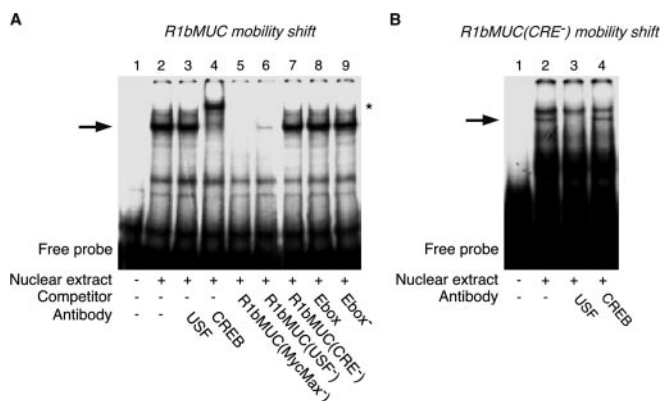 A
R1bMUC mobility shift
1 2 3 4 5 6 7 8 9
*
Free probe
Nuclear extract - + + + + + + + +
Competitor - - R1bMUC(MycMax-) R1bMUC(USF-) R1bMUC(CRE-) Ebox Ebox-
Antibody - - USF CREB
B
R1bMUC(CRE-) mobility shift
1 2 3 4
Free probe
Nuclear extract - + + +
Antibody - - USF CREB